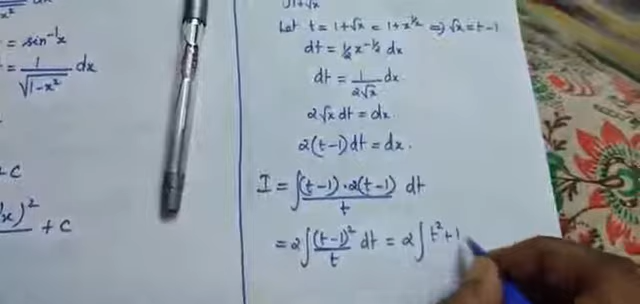 = sin⁻¹x
= 1/√(1-x²) dx
+ C
x)² + C
1+√x
Let t = 1+√x = 1+x^½ ⇒ √x = t-1
dt = ½ x^-½ dx
dt = 1/(2√x) dx
2√x dt = dx
2(t-1)dt = dx.
I = ∫ (t-1)·2(t-1)/t dt
= 2∫ (t-1)²/t dt = 2∫ t²+1